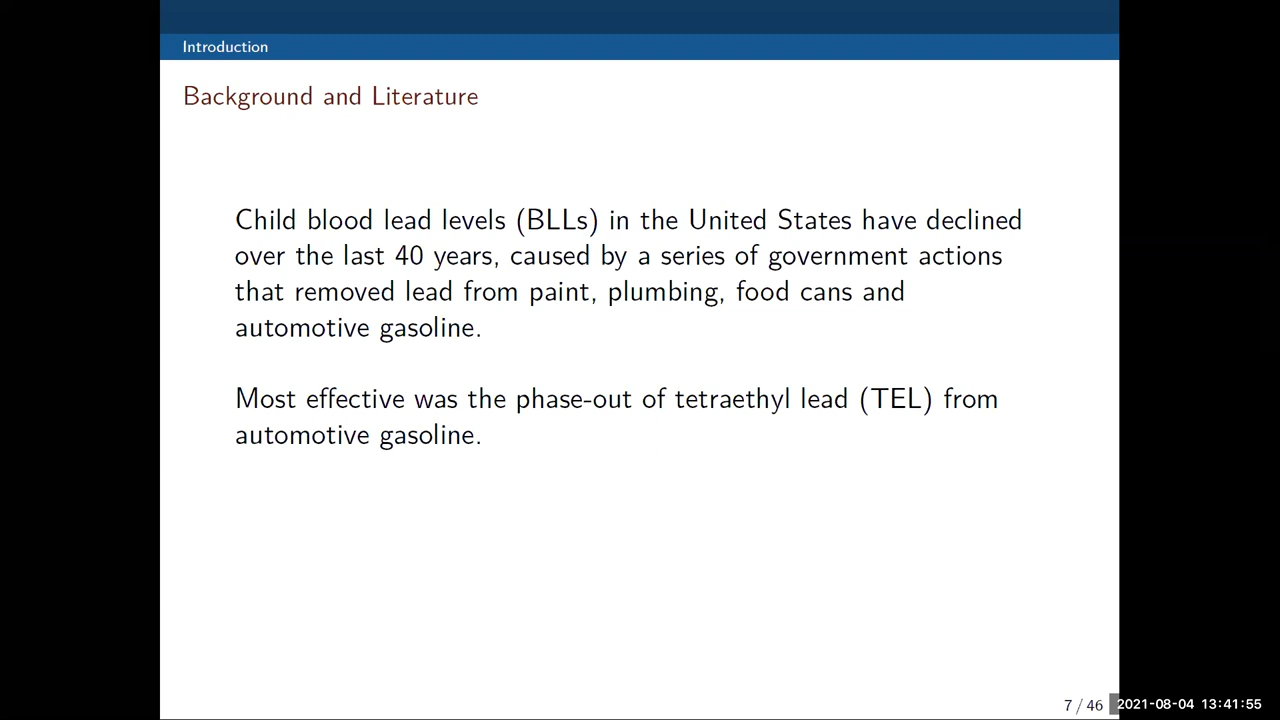 Introduction
Background and Literature
Child blood lead levels (BLLs) in the United States have declined
over the last 40 years, caused by a series of government actions
that removed lead from paint, plumbing, food cans and
automotive gasoline.
Most effective was the phase-out of tetraethyl lead (TEL) from
automotive gasoline.
7 / 46
2021-08-04 13:41:55